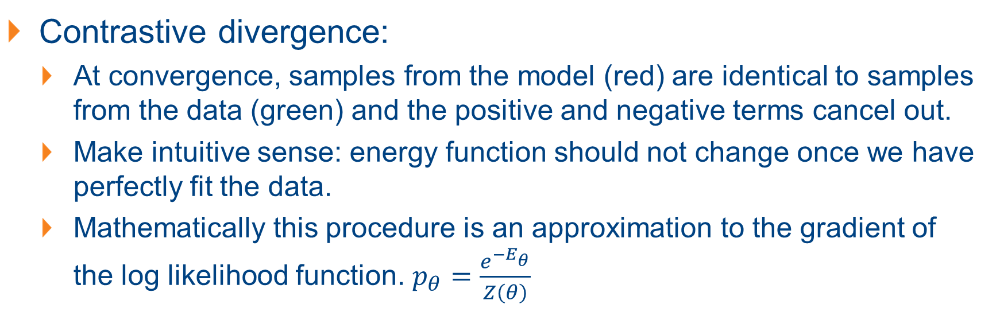 Contrastive divergence:
At convergence, samples from the model (red) are identical to samples
from the data (green) and the positive and negative terms cancel out.
Make intuitive sense: energy function should not change once we have
perfectly fit the data.
Mathematically this procedure is an approximation to the gradient of
the log likelihood function. $p_\theta = \frac{e^{-E_\theta}}{Z(\theta)}$